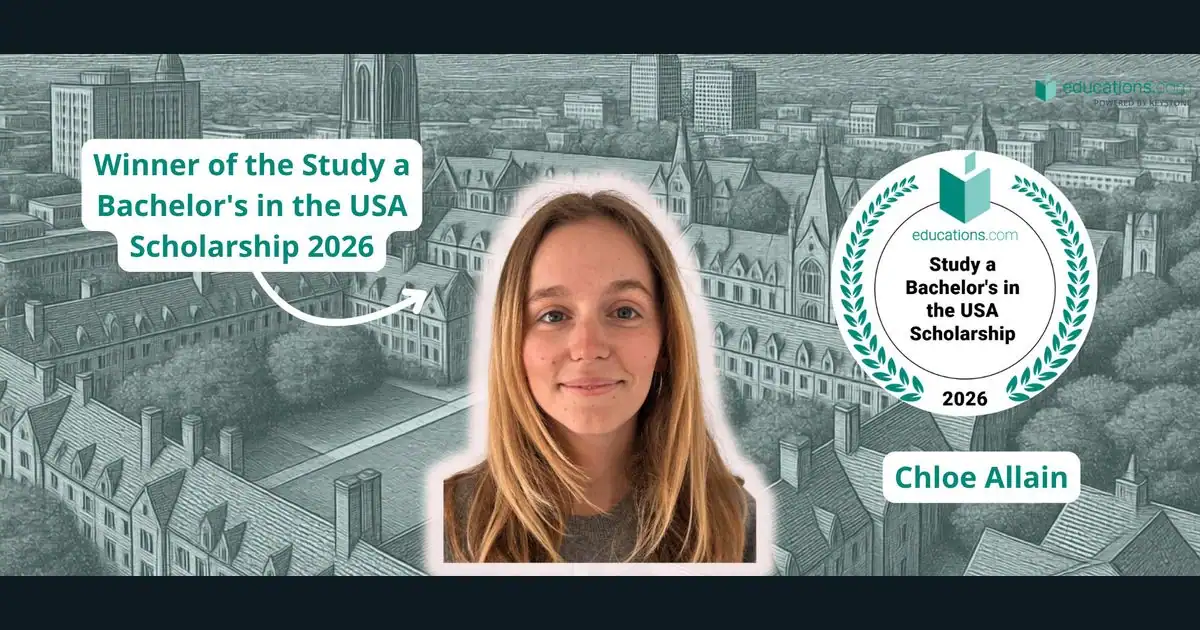 Winner of the Study a
Bachelor's in the USA
Scholarship 2026
educations.com
POWERED BY KEYSTONE
educations.com
Study a
Bachelor's in
the USA
Scholarship
2026
Chloe Allain